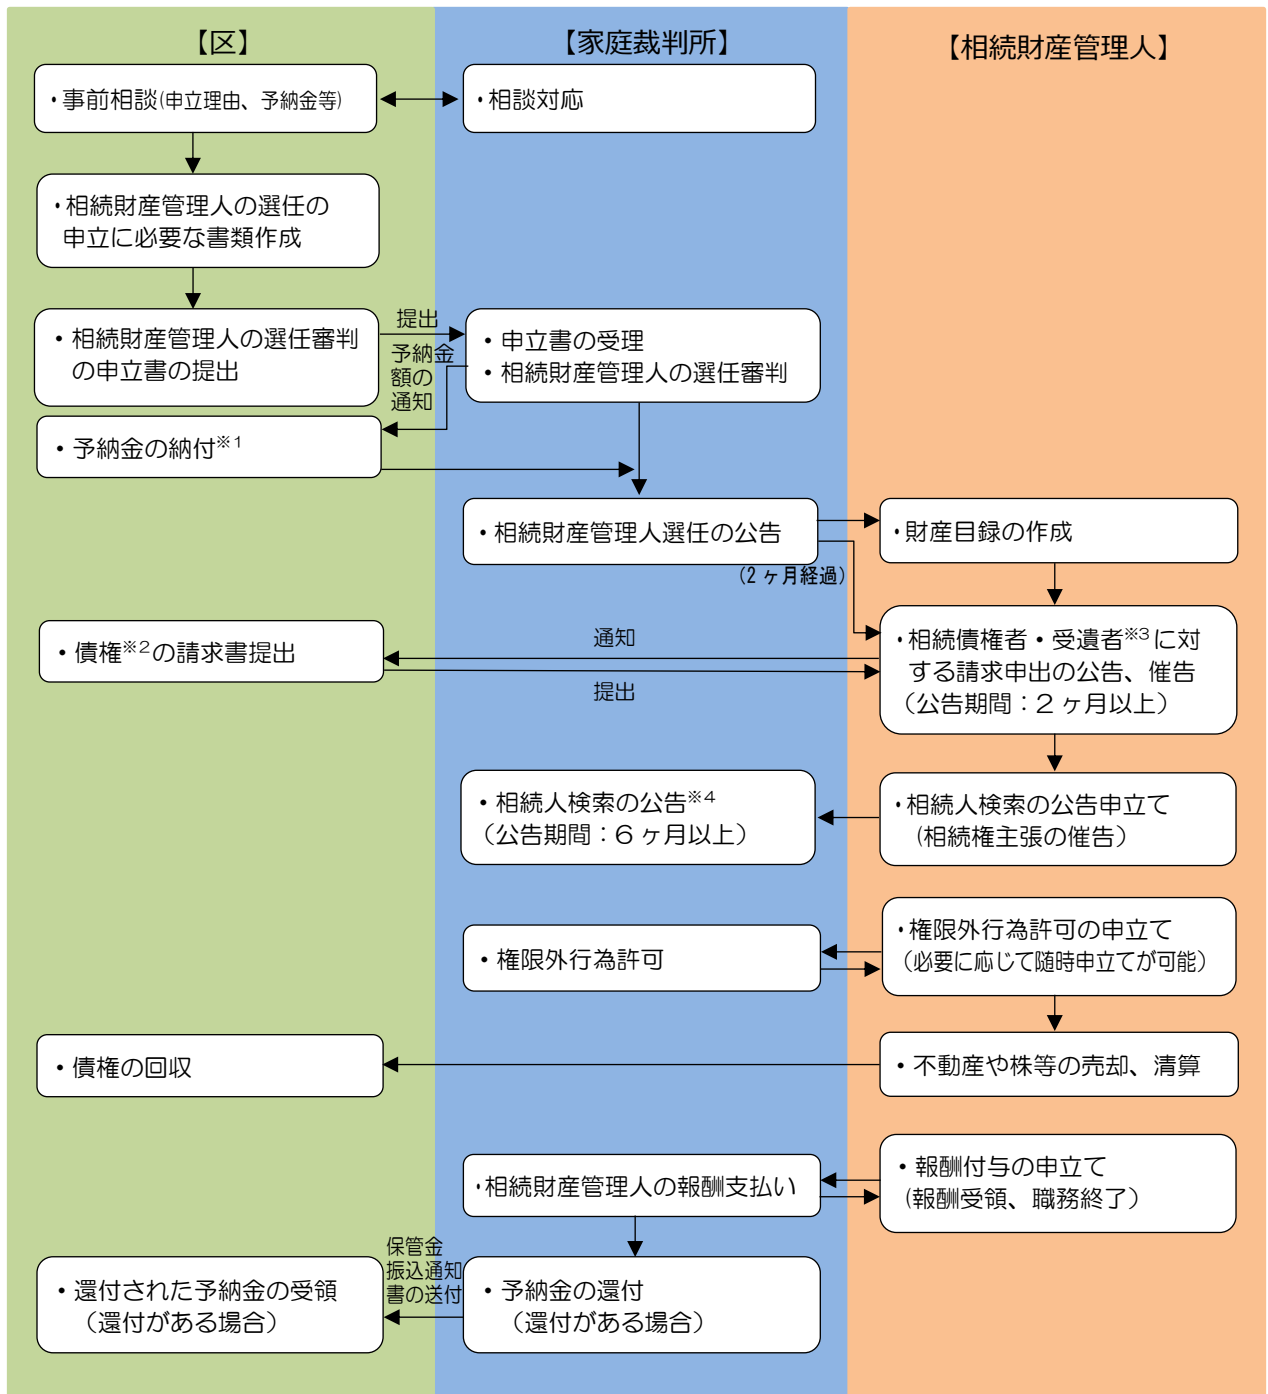 【区】
【家庭裁判所】
【相続財産管理人】
・事前相談(申立理由、予納金等)
・相談対応
・相続財産管理人の選任の
申立に必要な書類作成
・相続財産管理人の選任審判
の申立書の提出
提出
・申立書の受理
・相続財産管理人の選任審判
予納金
額の
通知
・予納金の納付※1
・相続財産管理人選任の公告
・財産目録の作成
(2ヶ月経過)
・債権※2の請求書提出
通知
提出
・相続債権者・受遺者※3に対
する請求申出の公告、催告
（公告期間：2ヶ月以上）
・相続人検索の公告※4
（公告期間：6ヶ月以上）
・相続人検索の公告申立て
(相続権主張の催告）
・権限外行為許可
・権限外行為許可の申立て
（必要に応じて随時申立てが可能）
・債権の回収
・不動産や株等の売却、清算
・相続財産管理人の報酬支払い
・報酬付与の申立て
(報酬受領、職務終了）
保管金
振込通知
書の送付
・還付された予納金の受領
（還付がある場合）
・予納金の還付
（還付がある場合）